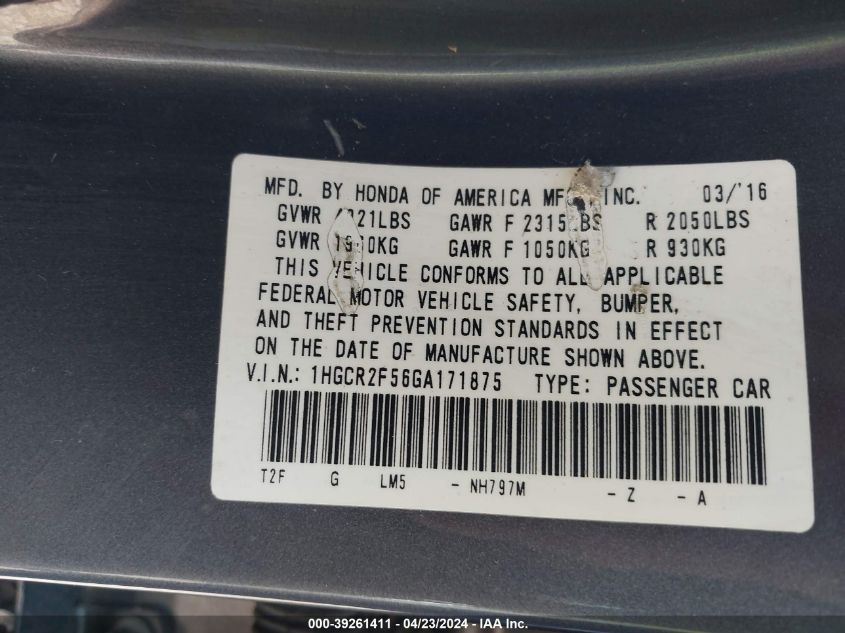 MFD. BY HONDA OF AMERICA INC. 03/'16
GVWR GAWR F R 2050LBS
GVWR GAWR F 1050KG R 930KG
THIS VEHICLE CONFORMS TO ALL APPLICABLE
FEDERAL MOTOR VEHICLE SAFETY, BUMPER,
AND THEFT PREVENTION STANDARDS IN EFFECT
ON THE DATE OF MANUFACTURE SHOWN ABOVE.
V.I.N.: 1HGCR2F56GA171875 TYPE: PASSENGER CAR
T2F G LM5 - NH797M - Z - A
000-39261411 - 04/23/2024 - IAA Inc.